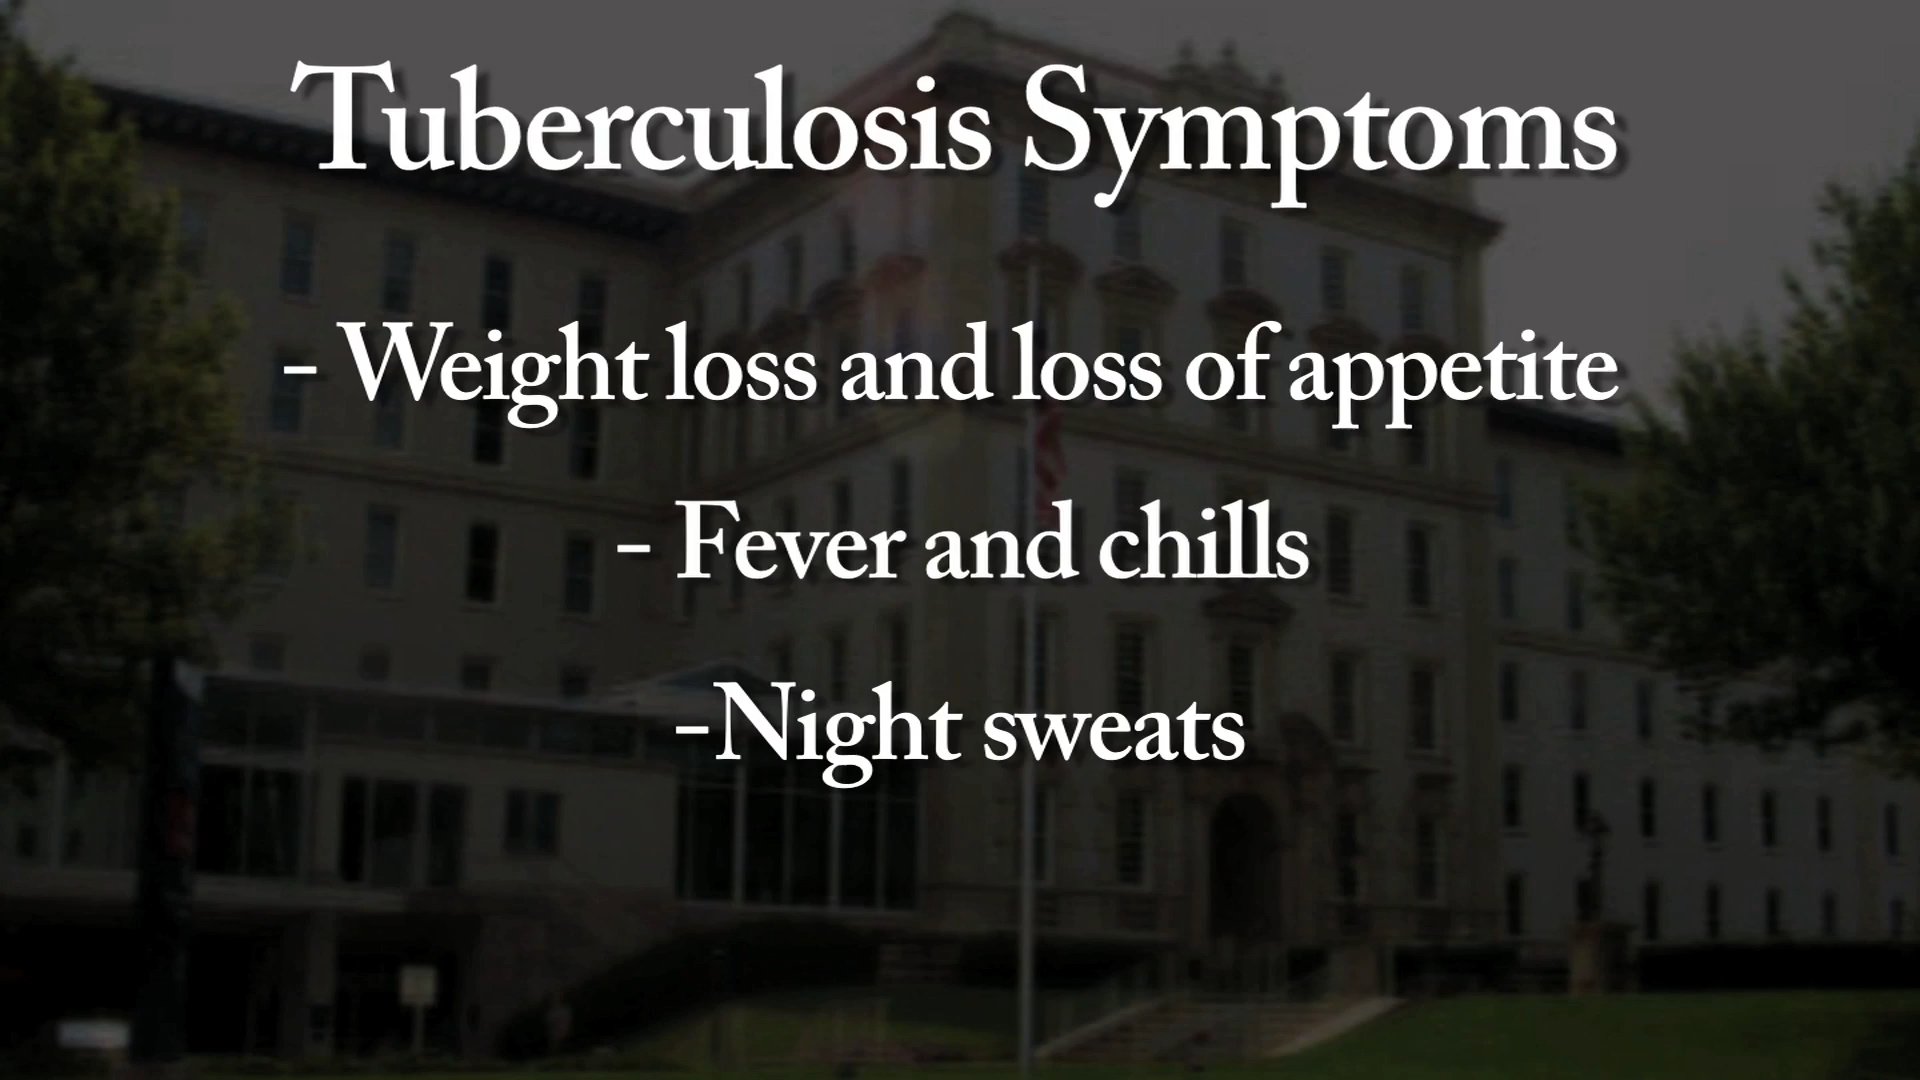 Tuberculosis Symptoms
- Weight loss and loss of appetite
- Fever and chills
-Night sweats